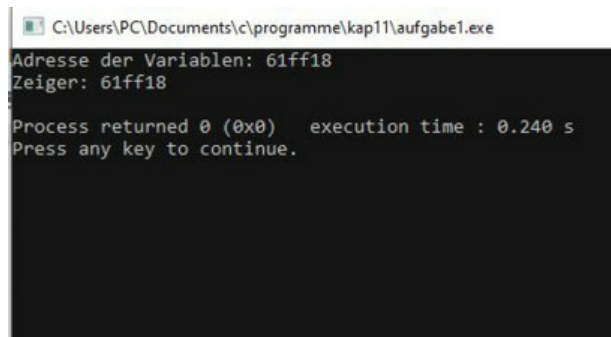 C:\Users\PC\Documents\c\programme\kap11\aufgabe1.exe
Adresse der Variablen: 61ff18
Zeiger: 61ff18
Process returned 0 (0x0)   execution time : 0.240 s
Press any key to continue.